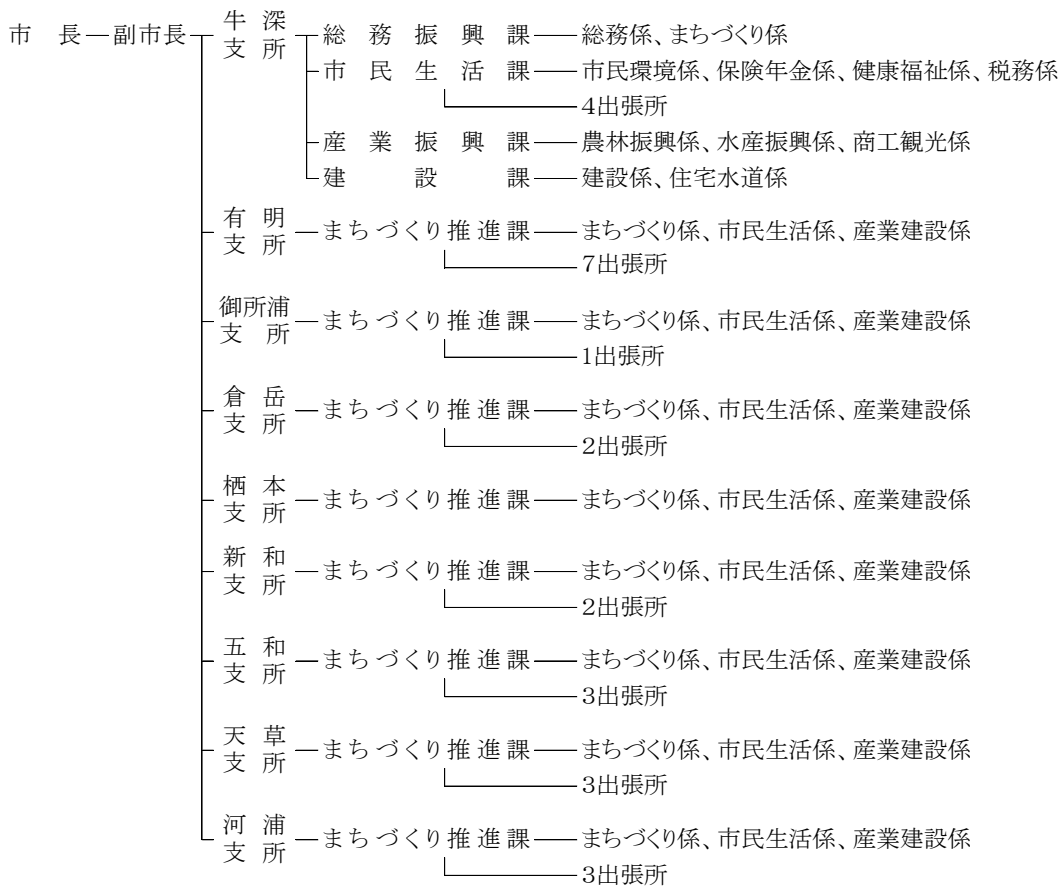 市長 副市長 牛深支所 総務振興課 総務係、まちづくり係
市民生活課 市民環境係、保険年金係、健康福祉係、税務係
4出張所
産業振興課 農林振興係、水産振興係、商工観光係
建設課 建設係、住宅水道係
有明支所 まちづくり推進課 まちづくり係、市民生活係、産業建設係
7出張所
御所浦支所 まちづくり推進課 まちづくり係、市民生活係、産業建設係
1出張所
倉岳支所 まちづくり推進課 まちづくり係、市民生活係、産業建設係
2出張所
栖本支所 まちづくり推進課 まちづくり係、市民生活係、産業建設係
新和支所 まちづくり推進課 まちづくり係、市民生活係、産業建設係
2出張所
五和支所 まちづくり推進課 まちづくり係、市民生活係、産業建設係
3出張所
天草支所 まちづくり推進課 まちづくり係、市民生活係、産業建設係
3出張所
河浦支所 まちづくり推進課 まちづくり係、市民生活係、産業建設係
3出張所